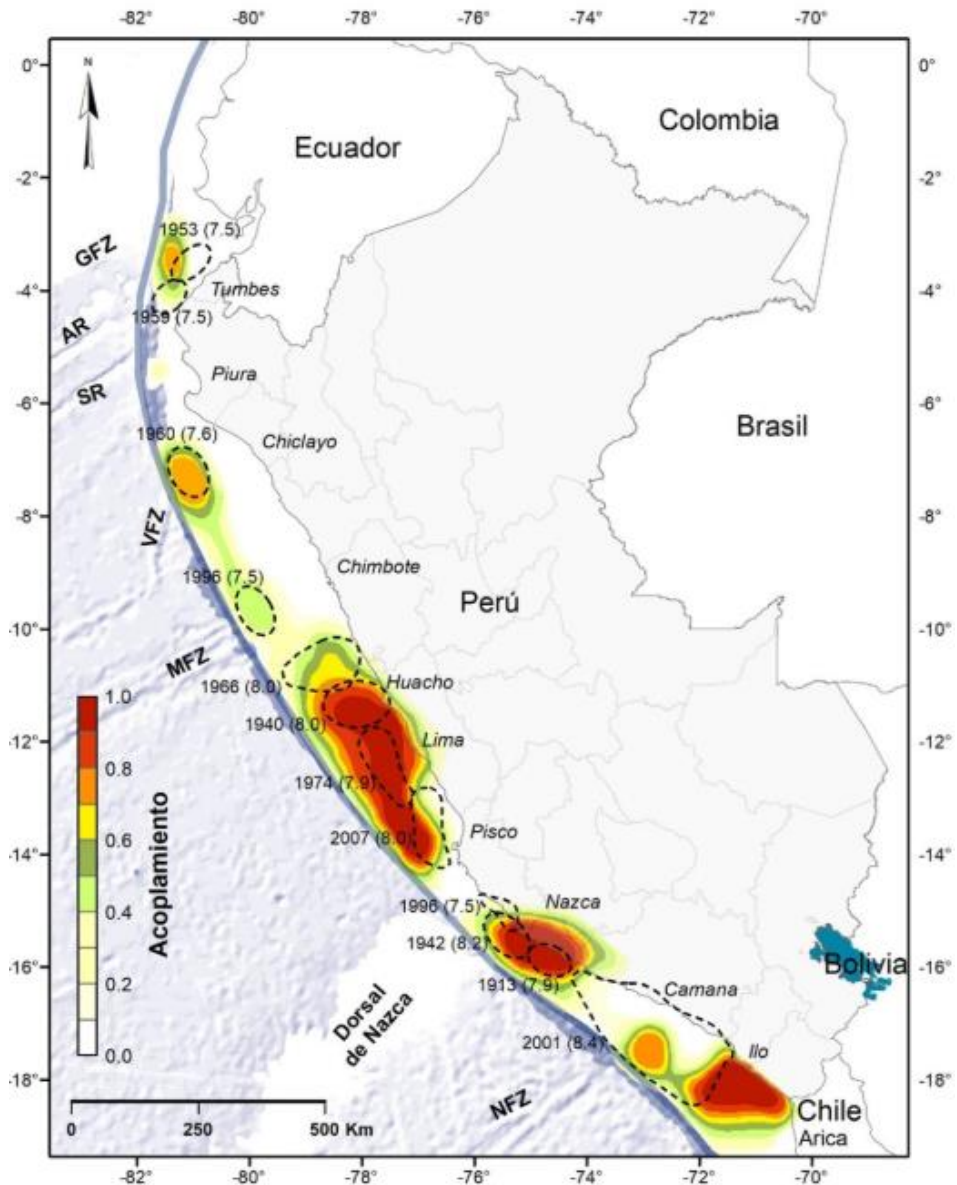 -82° -80° -78° -76° -74° -72° -70°
0° 0°
N
Colombia
Ecuador
-2° -2°
1953 (7.5)
GFZ
Tumbes
-4° -4°
1959 (7.5)
AR
Piura
SR
-6° -6°
1960 (7.6)
Chiclayo
Brasil
-8° -8°
VFZ
Chimbote
1996 (7.5)
Perú
-10° -10°
MFZ
1966 (8.0)
Huacho
1.0
1940 (8.0)
Lima
-12° -12°
0.8
1974 (7.9)
Acoplamiento
0.6
2007 (8.0)
Pisco
-14° -14°
0.4
1996 (7.5)
Nazca
1942 (8.2)
Bolivia
-16° -16°
0.2
1913 (7.9)
Camana
Dorsal
de Nazca
2001 (8.4)
Ilo
0.0
-18° -18°
NFZ
Chile
Arica
0 250 500 Km
-82° -80° -78° -76° -74° -72° -70°